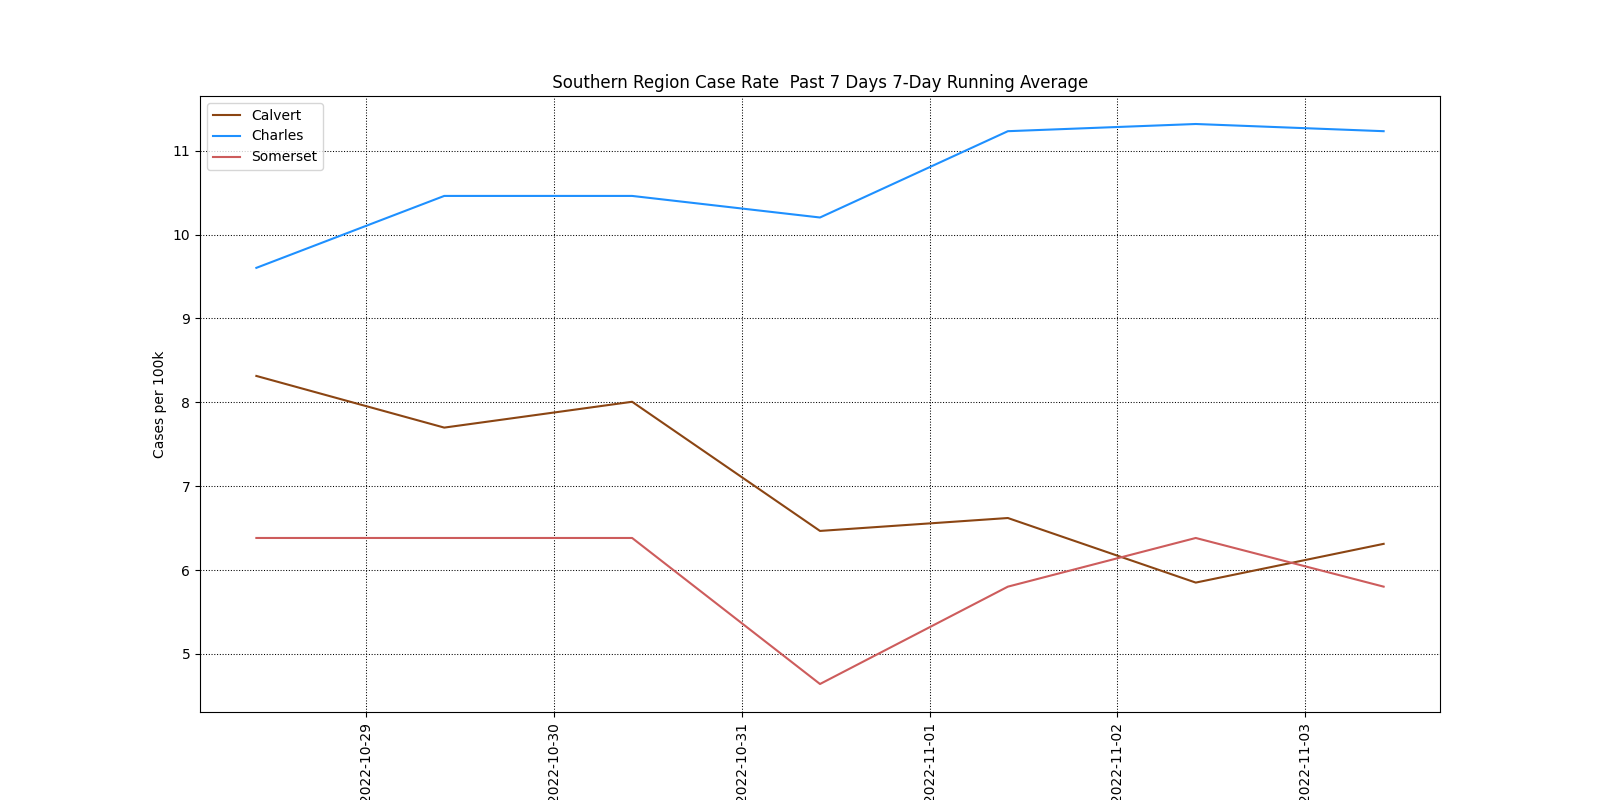 Southern Region Case Rate  Past 7 Days 7-Day Running Average
Calvert
Charles
Somerset
11
10
9
8
7
6
5
Cases per 100k
2022-10-29
2022-10-30
2022-10-31
2022-11-01
2022-11-02
2022-11-03